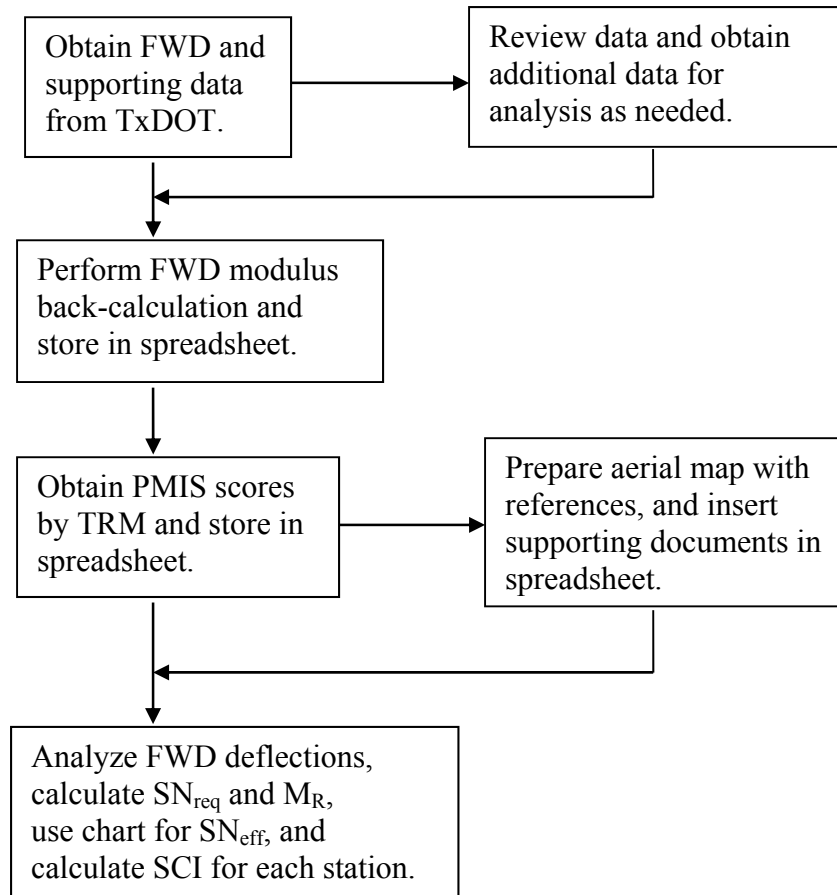 Obtain FWD and
supporting data
from TxDOT.
Review data and obtain
additional data for
analysis as needed.
Perform FWD modulus
back-calculation and
store in spreadsheet.
Obtain PMIS scores
by TRM and store in
spreadsheet.
Prepare aerial map with
references, and insert
supporting documents in
spreadsheet.
Analyze FWD deflections,
calculate SNreq and MR,
use chart for SNeff, and
calculate SCI for each station.